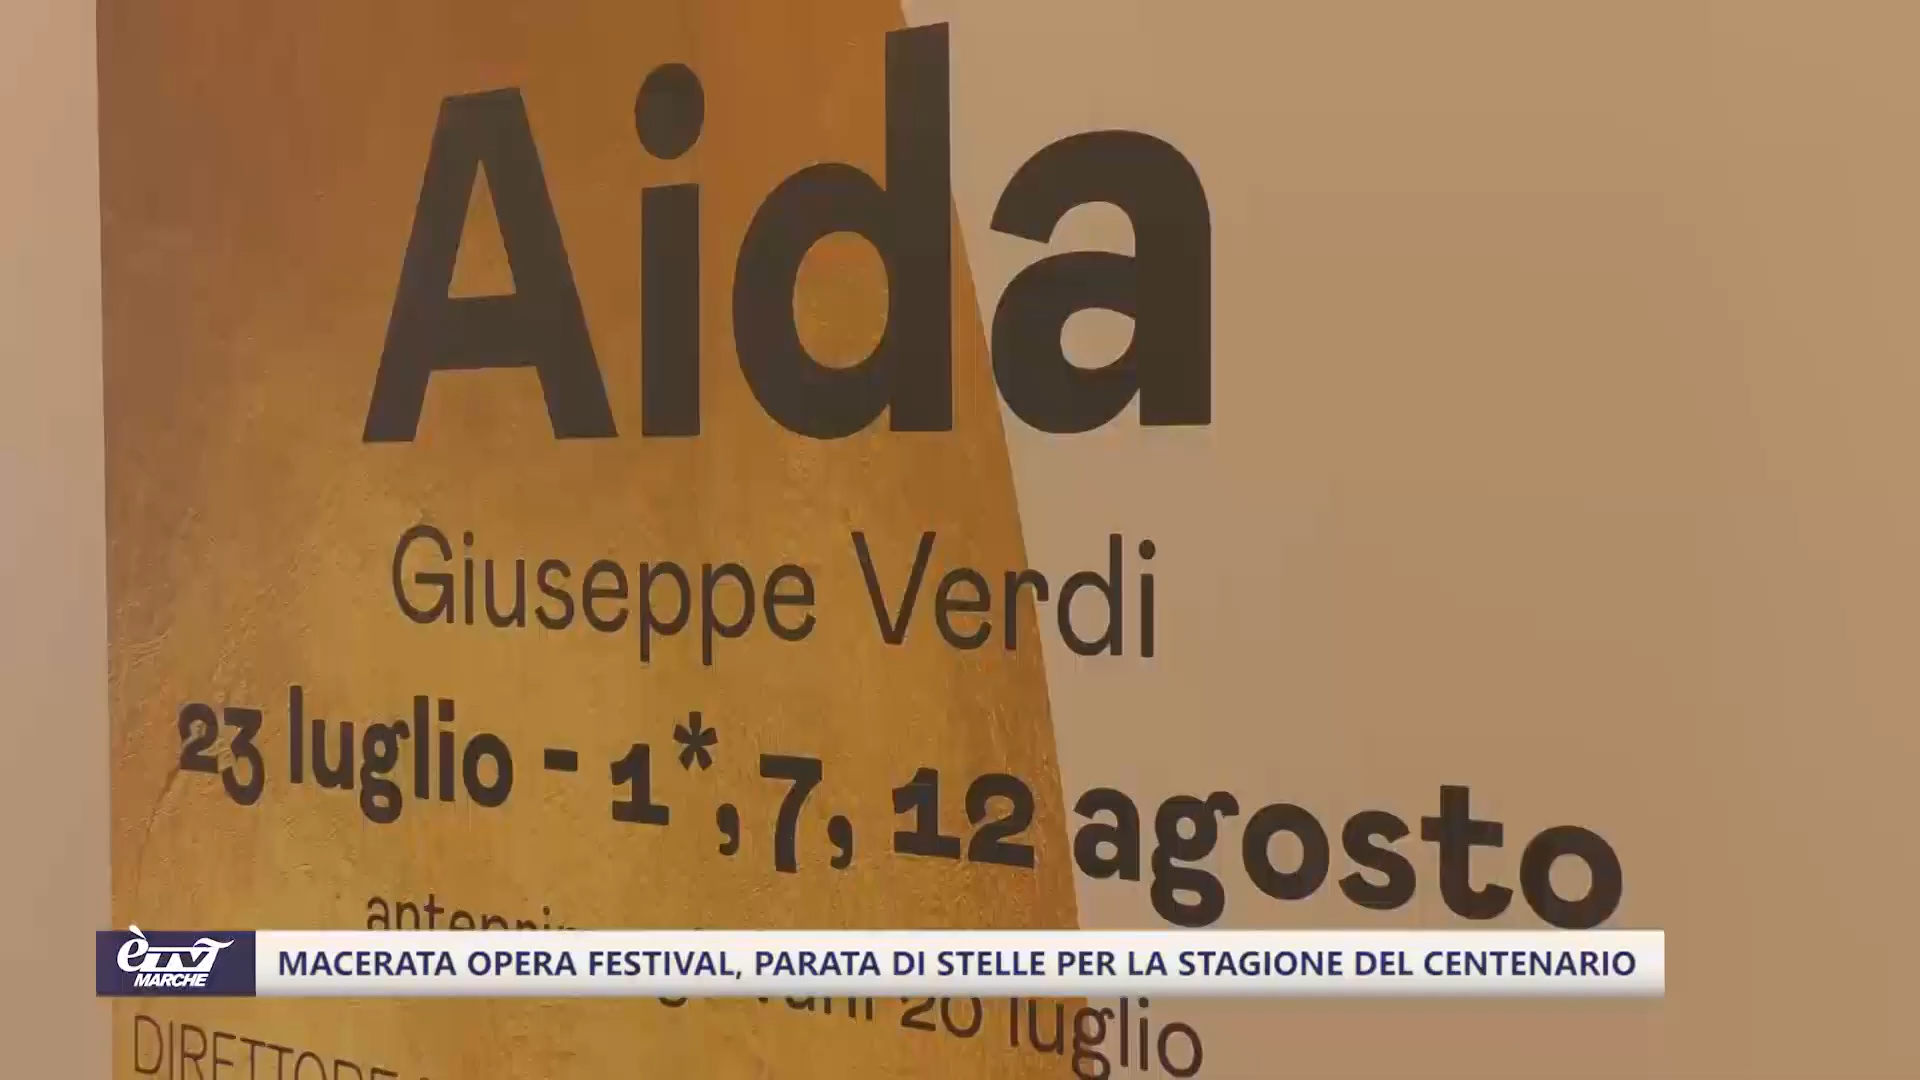 Aida
Giuseppe Verdi
23 luglio - 1*, 7, 12 agosto
èTV
MARCHE
MACERATA OPERA FESTIVAL, PARATA DI STELLE PER LA STAGIONE DEL CENTENARIO
20 luglio